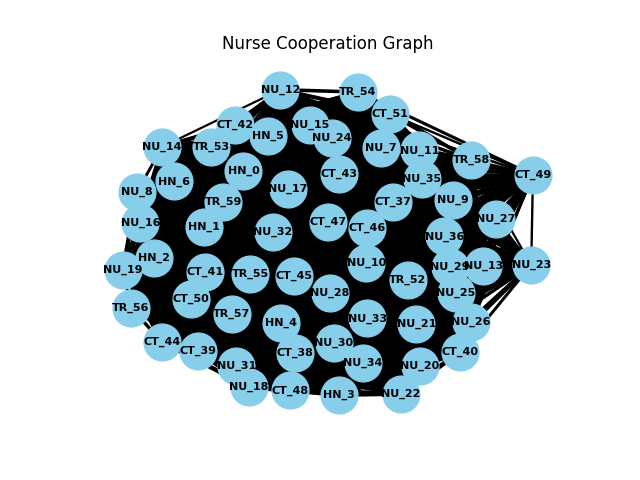 Nurse Cooperation Graph
NU_12
TR_54
CT_51
CT_42
HN_5
NU_15
NU_24
NU_14
TR_53
NU_7
NU_11
TR_58
HN_0
CT_43
NU_35
CT_49
HN_6
NU_8
NU_17
TR_59
CT_37
NU_9
NU_16
HN_1
NU_32
CT_47
CT_46
NU_27
NU_36
HN_2
NU_19
CT_41
TR_55
CT_45
NU_10
TR_52
NU_29
NU_13
NU_23
CT_50
NU_28
NU_25
TR_56
TR_57
HN_4
NU_33
NU_21
NU_26
CT_44
CT_39
CT_38
NU_30
CT_40
NU_31
NU_34
NU_20
NU_18
CT_48
HN_3
NU_22